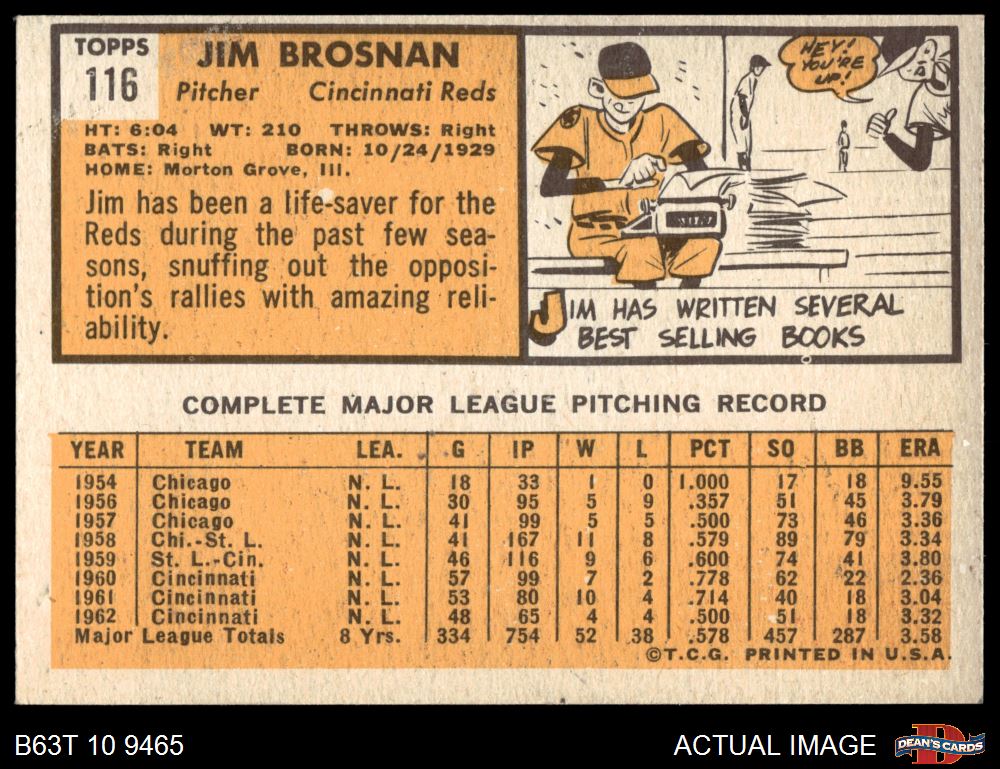 TOPPS
116
JIM BROSNAN
Pitcher Cincinnati Reds
HT: 6:04 WT: 210 THROWS: Right
BATS: Right BORN: 10/24/1929
HOME: Morton Grove, Ill.
Jim has been a life-saver for the
Reds during the past few sea-
sons, snuffing out the opposi-
tion's rallies with amazing reli-
ability.
HEY!
YOU'RE
UP!
JIM HAS WRITTEN SEVERAL
BEST SELLING BOOKS
COMPLETE MAJOR LEAGUE PITCHING RECORD
YEAR TEAM LEA. G IP W L PCT SO BB ERA
1954 Chicago N. L. 18 33 1 0 1.000 17 18 9.55
1956 Chicago N. L. 30 95 5 9 .357 51 45 3.79
1957 Chicago N. L. 41 99 5 5 .500 73 46 3.36
1958 Chi.-St. L. N. L. 41 167 11 8 .579 89 79 3.34
1959 St. L.-Cin. N. L. 46 116 9 6 .600 74 41 3.80
1960 Cincinnati N. L. 57 99 7 2 .778 62 22 2.36
1961 Cincinnati N. L. 53 80 10 4 .714 40 18 3.04
1962 Cincinnati N. L. 48 65 4 4 .500 51 18 3.32
Major League Totals 8 Yrs. 334 754 52 38 .578 457 287 3.58
©T.C.G. PRINTED IN U.S.A.
B63T 10 9465
ACTUAL IMAGE
DEAN'S CARDS